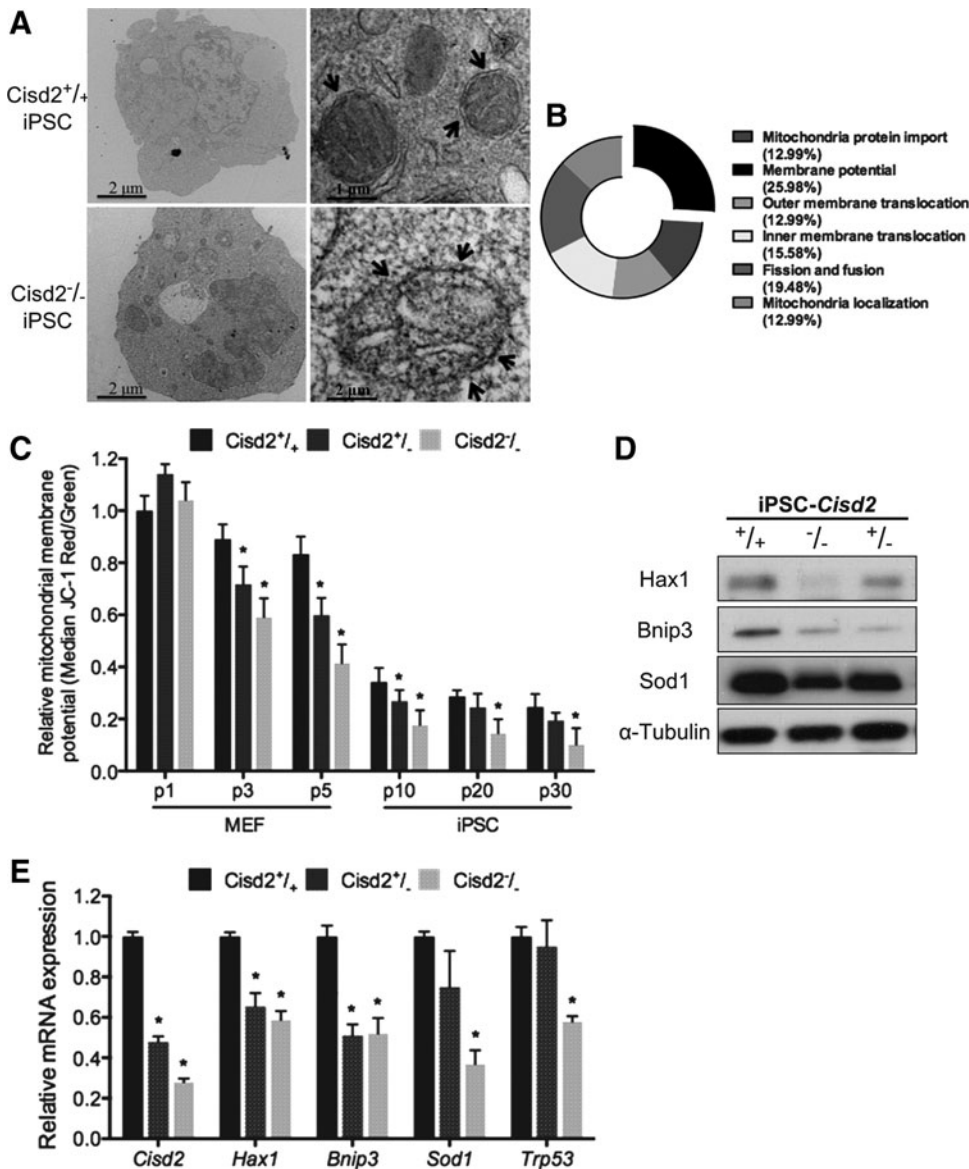 A
Cisd2+/+
iPSC
2 μm
1 μm
Cisd2-/-
iPSC
2 μm
2 μm
B
Mitochondria protein import
(12.99%)
Membrane potential
(25.98%)
Outer membrane translocation
(12.99%)
Inner membrane translocation
(15.58%)
Fission and fusion
(19.48%)
Mitochondria localization
(12.99%)
C
Cisd2+/+ Cisd2+/- Cisd2-/-
Relative mitochondrial membrane
potential (Median JC-1 Red/Green)
1.2
1.0
0.8
0.6
0.4
0.2
0.0
* * * * * * * *
p1 p3 p5 p10 p20 p30
MEF iPSC
D
iPSC-Cisd2
+/+ -/- +/-
Hax1
Bnip3
Sod1
α-Tubulin
E
Cisd2+/+ Cisd2+/- Cisd2-/-
Relative mRNA expression
1.2
1.0
0.8
0.6
0.4
0.2
0.0
* * * * * * * *
Cisd2 Hax1 Bnip3 Sod1 Trp53